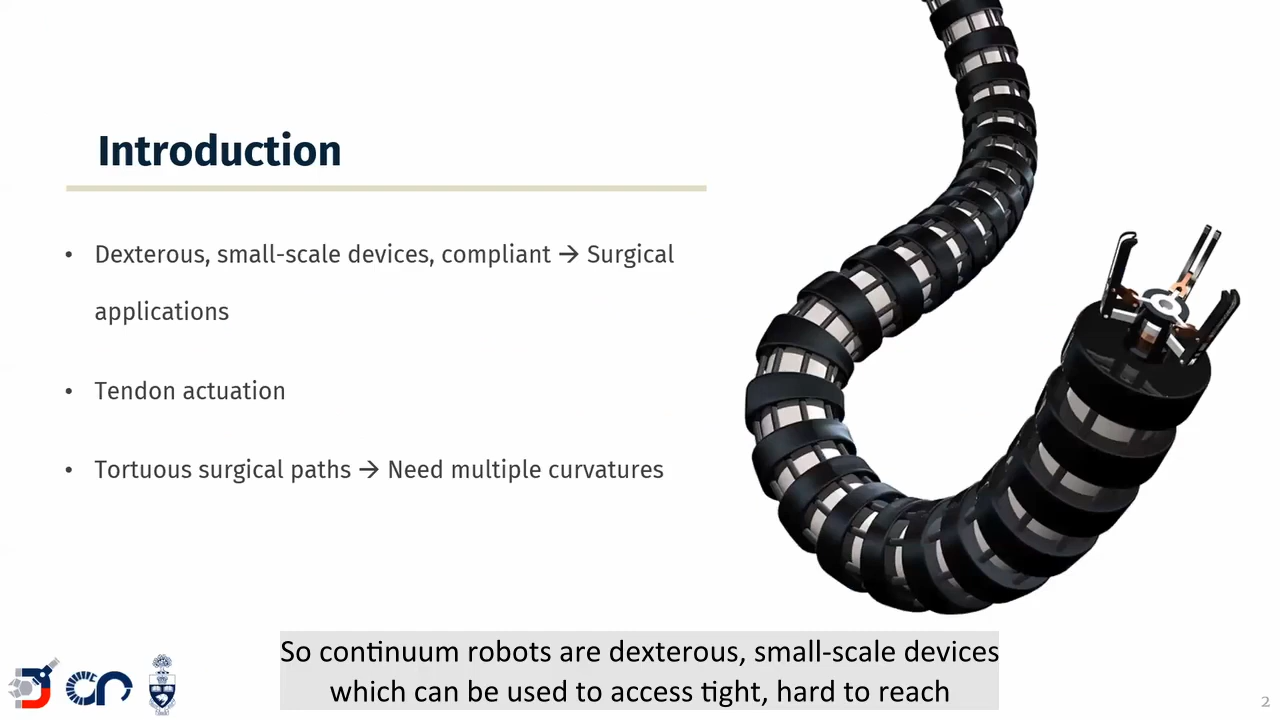 Introduction
• Dexterous, small-scale devices, compliant → Surgical
applications
• Tendon actuation
• Tortuous surgical paths → Need multiple curvatures
So continuum robots are dexterous, small-scale devices
which can be used to access tight, hard to reach
2